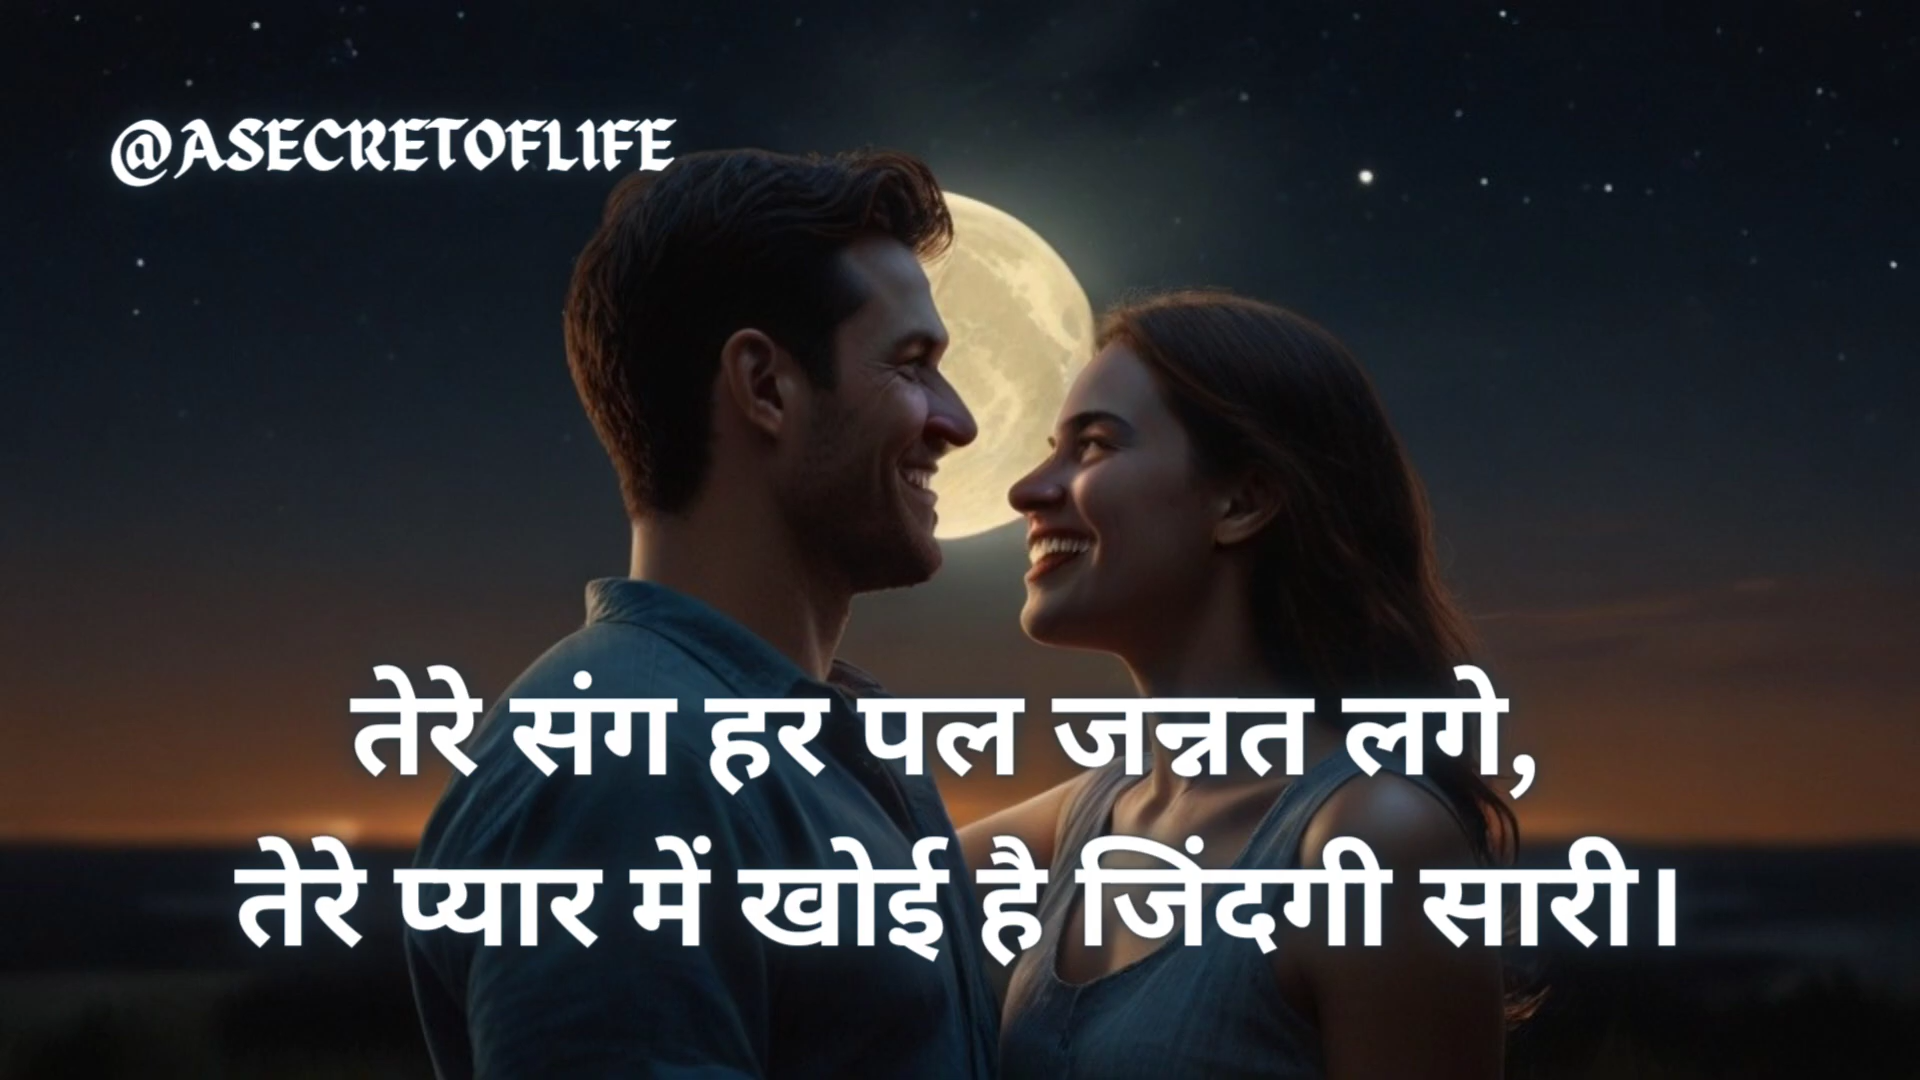 @ASECRETOFLIFE
तेरे संग हर पल जन्नत लगे,
तेरे प्यार में खोई है जिंदगी सारी।